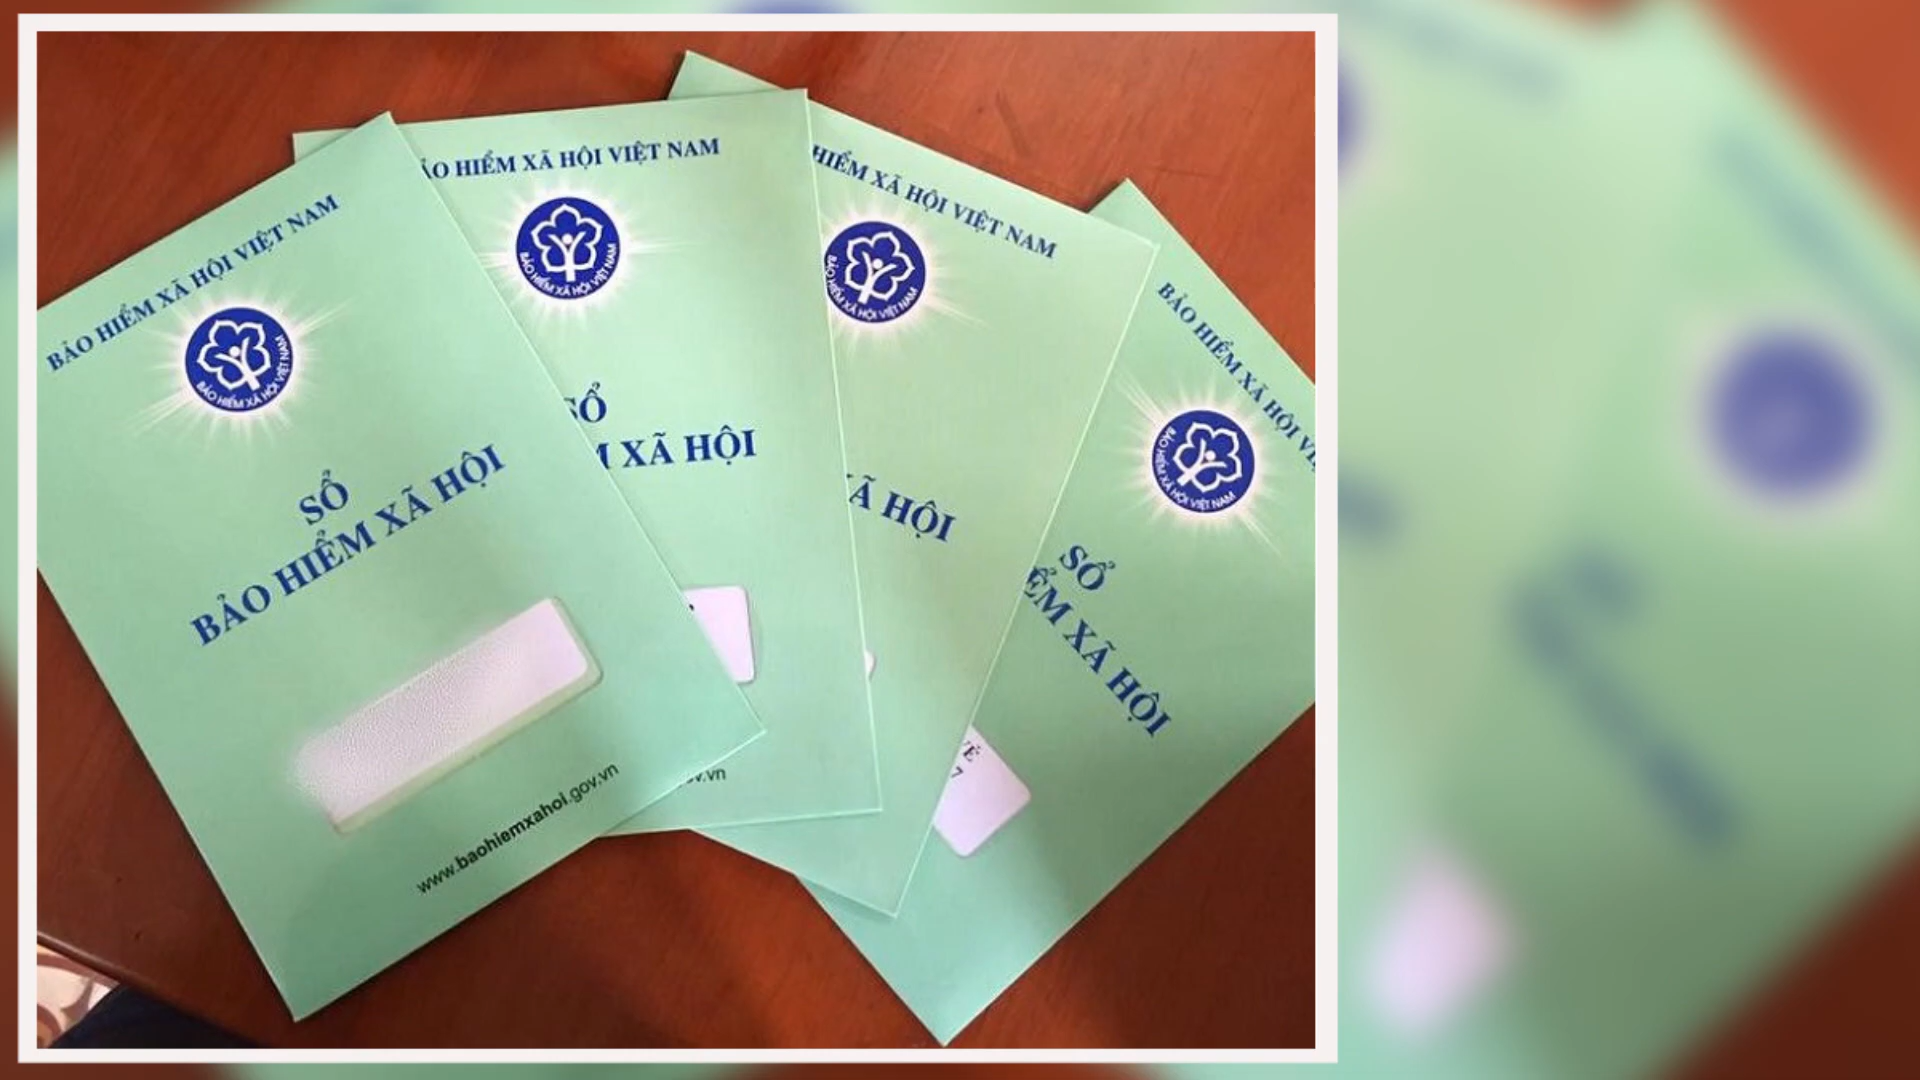 BẢO HIỂM XÃ HỘI VIỆT NAM
BẢO HIỂM XÃ HỘI VIỆT NAM
SỔ
BẢO HIỂM XÃ HỘI
www.baohiemxahoi.gov.vn
HIỂM XÃ HỘI VIỆT NAM
BẢO HIỂM XÃ HỘI VIỆT NAM
SỔ
XÃ HỘI
.vn
HIỂM XÃ HỘI VIỆT NAM
BẢO HIỂM XÃ HỘI VIỆT NAM
HỘI
BẢO HIỂM XÃ HỘI
BẢO HIỂM XÃ HỘI VIỆT NAM
SỔ
XÃ HỘI
7